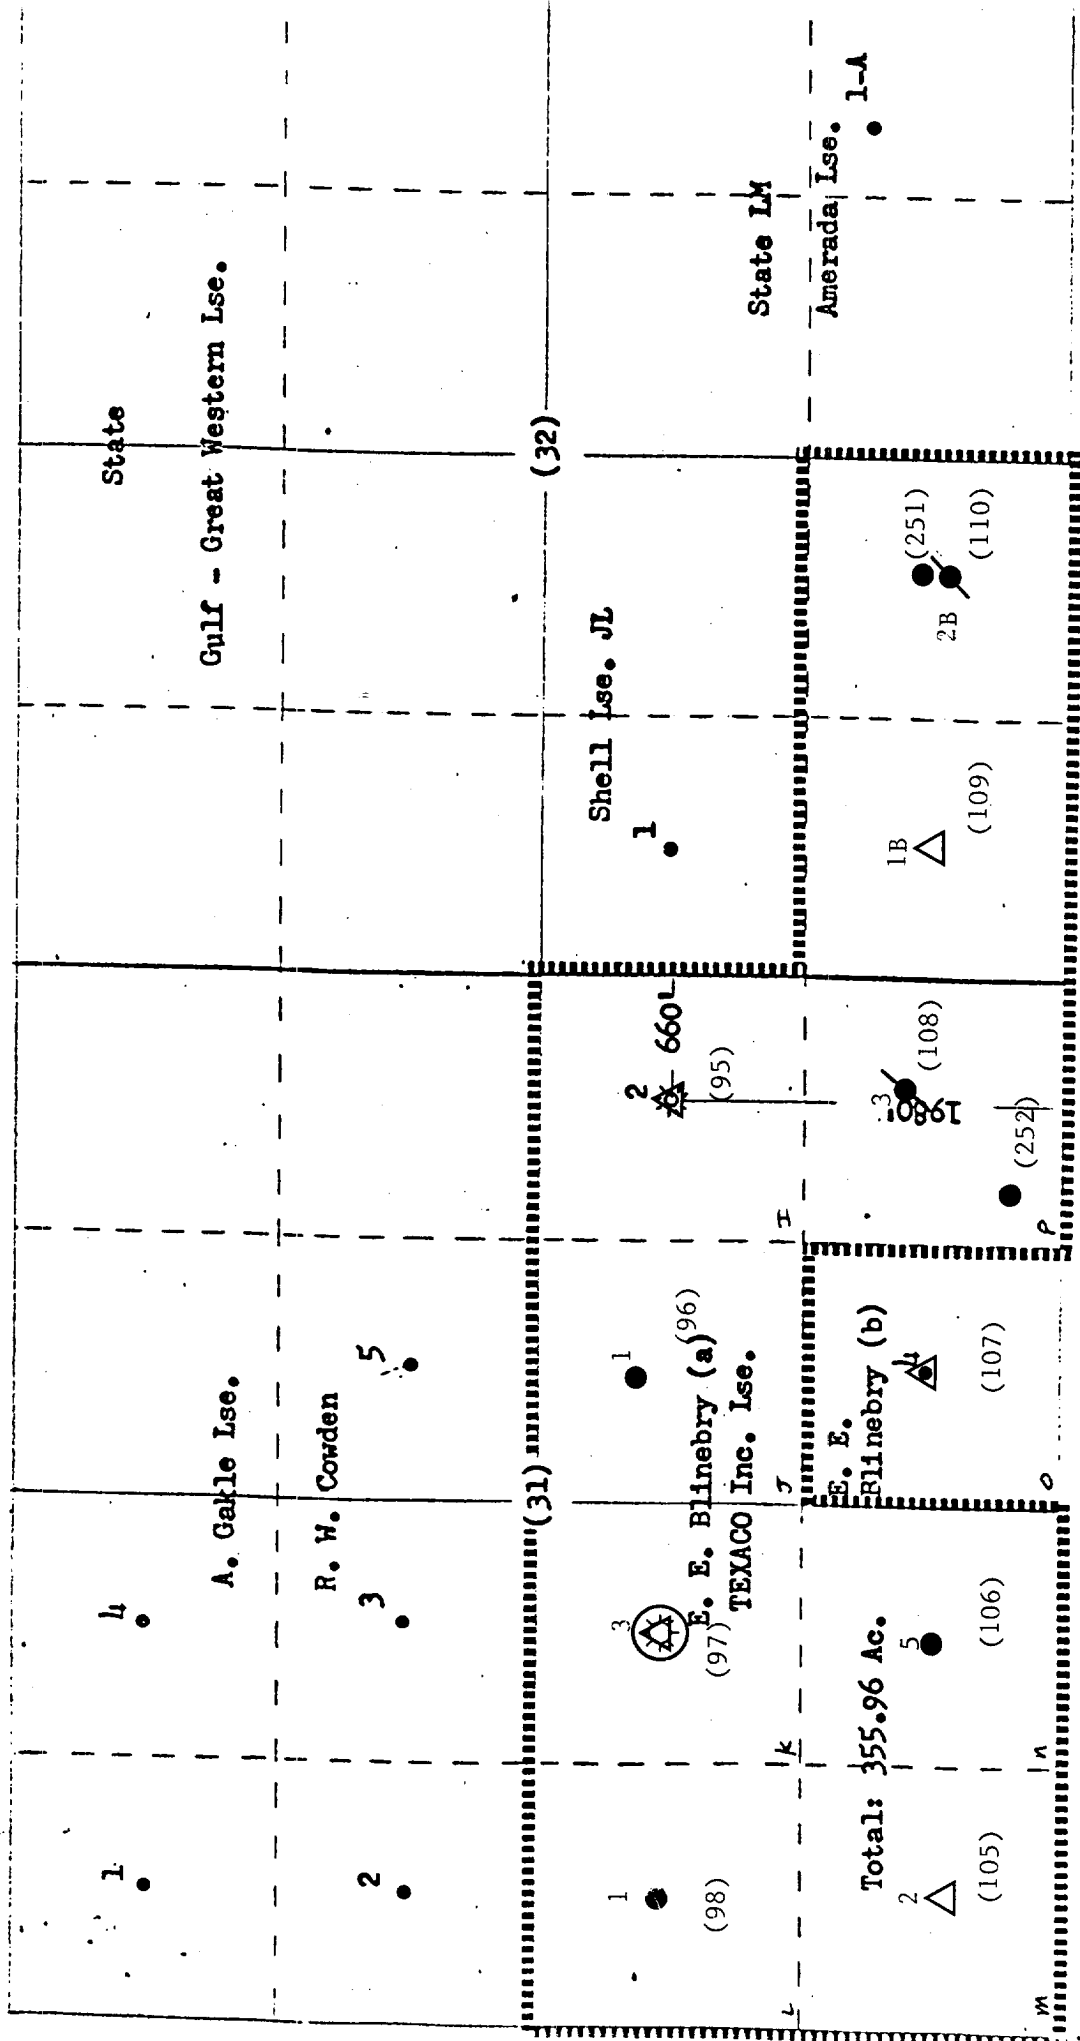 State
Gulf - Great Western Lse.
A. Gakle Lse.
1
4
R. W. Cowden
2
3
5
(31)
(32)
Shell Lse. JL
1
State LM
Amerada Lse.
1-A
1
(98)
3
(97)
1
(96)
E. E. Blinebry (a)
TEXACO Inc. Lse.
2
660'
(95)
L
K
J
I
Total: 355.96 Ac.
2
(105)
5
(106)
E. E.
Blinebry (b)
4
(107)
3
(108)
1980'
(252)
1B
(109)
(251)
2B
(110)
m
n
O
P